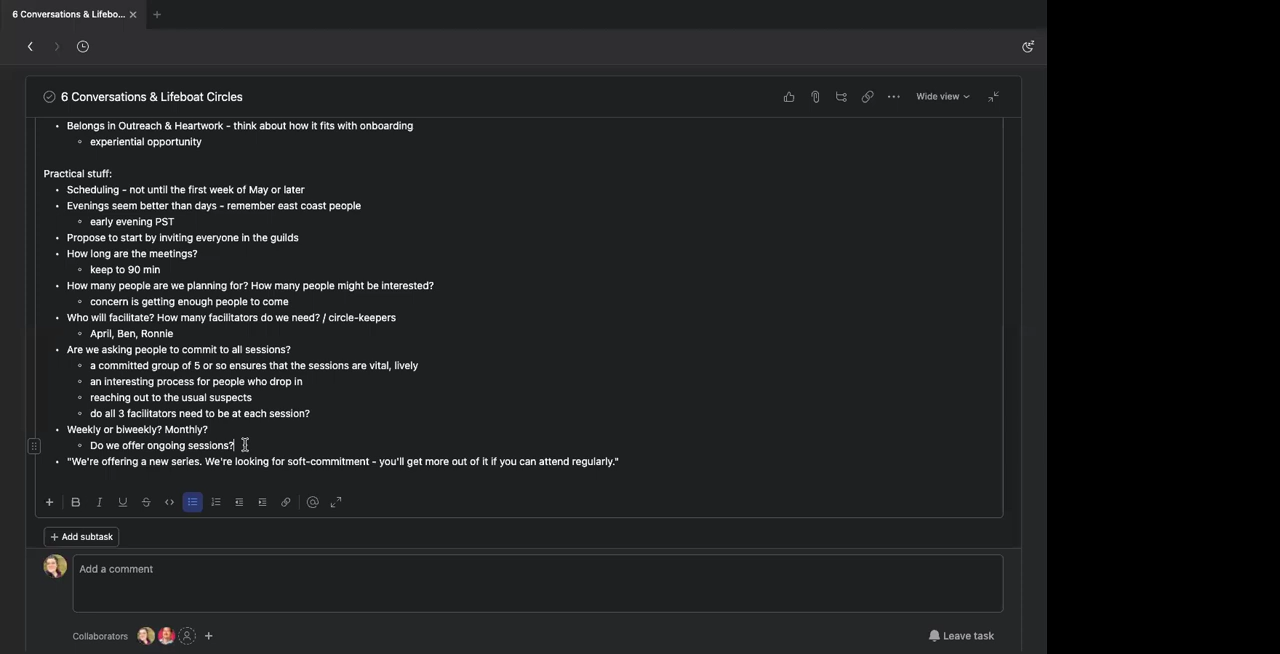 6 Conversations & Lifebo...
6 Conversations & Lifeboat Circles
Wide view
• Belongs in Outreach & Heartwork - think about how it fits with onboarding
◦ experiential opportunity
Practical stuff:
• Scheduling - not until the first week of May or later
• Evenings seem better than days - remember east coast people
◦ early evening PST
• Propose to start by inviting everyone in the guilds
• How long are the meetings?
◦ keep to 90 min
• How many people are we planning for? How many people might be interested?
◦ concern is getting enough people to come
• Who will facilitate? How many facilitators do we need? / circle-keepers
◦ April, Ben, Ronnie
• Are we asking people to commit to all sessions?
◦ a committed group of 5 or so ensures that the sessions are vital, lively
◦ an interesting process for people who drop in
◦ reaching out to the usual suspects
◦ do all 3 facilitators need to be at each session?
• Weekly or biweekly? Monthly?
◦ Do we offer ongoing sessions?
• "We're offering a new series. We're looking for soft-commitment - you'll get more out of it if you can attend regularly."
+ B I U S <> @
+ Add subtask
Add a comment
Collaborators + Leave task